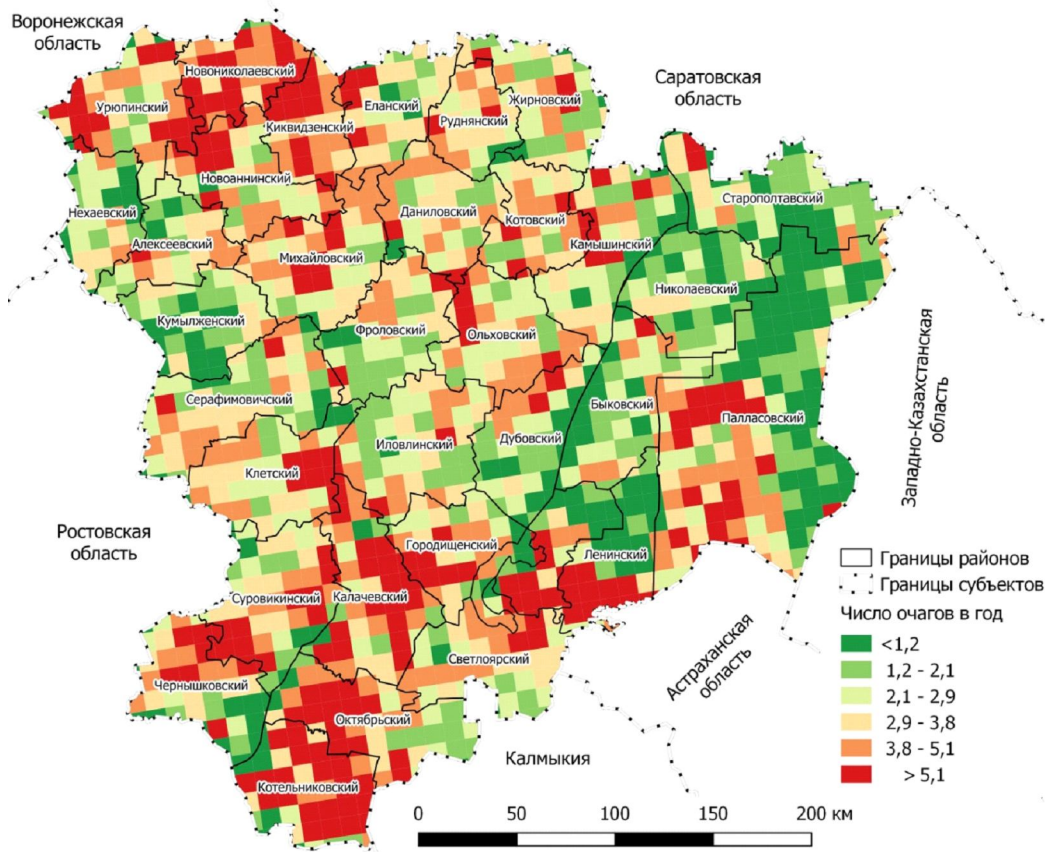 Воронежская
область
Новониколаевский
Саратовская
область
Урюпинский
Еланский
Жирновский
Киквидзенский
Руднянский
Новоаннинский
Старополтавский
Нехаевский
Даниловский
Котовский
Алексеевский
Камышинский
Михайловский
Николаевский
Кумылженский
Фроловский
Ольховский
Западно-Казахстанская
область
Серафимовичский
Быковский
Палласовский
Иловлинский
Дубовский
Клетский
Ростовская
область
Городищенский
Ленинский
Суровикинский
Калачевский
Светлоярский
Чернышковский
Астраханская
область
Октябрьский
Калмыкия
Котельниковский
Границы районов
Границы субъектов
Число очагов в год
<1,2
1,2 - 2,1
2,1 - 2,9
2,9 - 3,8
3,8 - 5,1
> 5,1
0 50 100 150 200 км